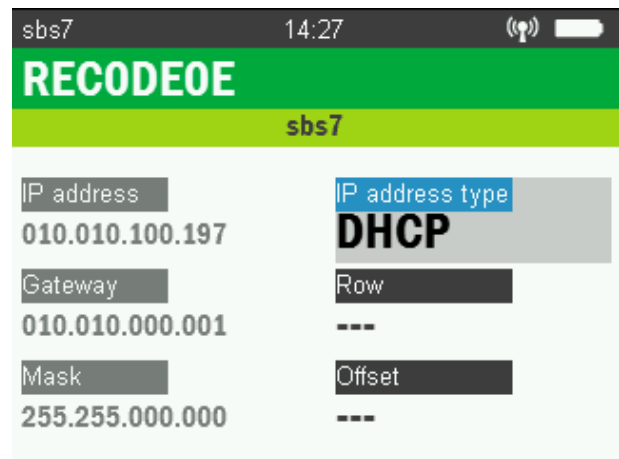 sbs7 14:27
RECODEOE
sbs7
IP address IP address type
010.010.100.197 DHCP
Gateway Row
010.010.000.001 ---
Mask Offset
255.255.000.000 ---